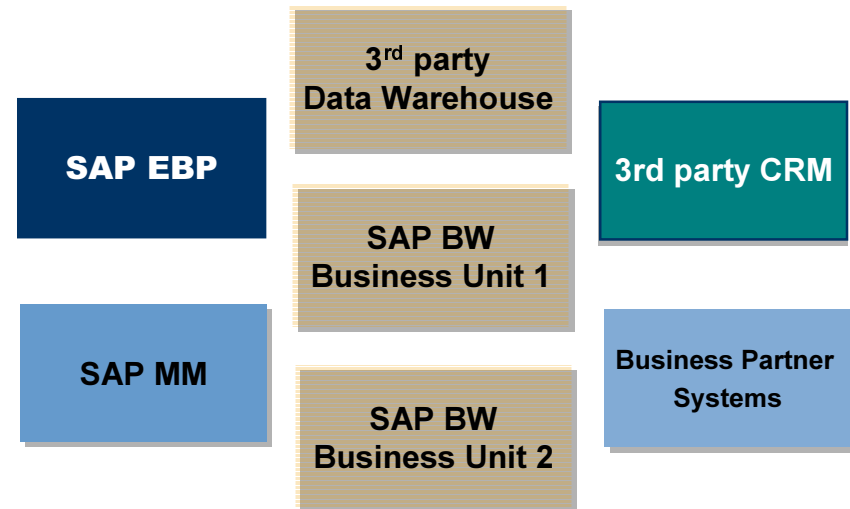 3rd party
Data Warehouse
SAP EBP
3rd party CRM
SAP BW
Business Unit 1
SAP MM
Business Partner
Systems
SAP BW
Business Unit 2